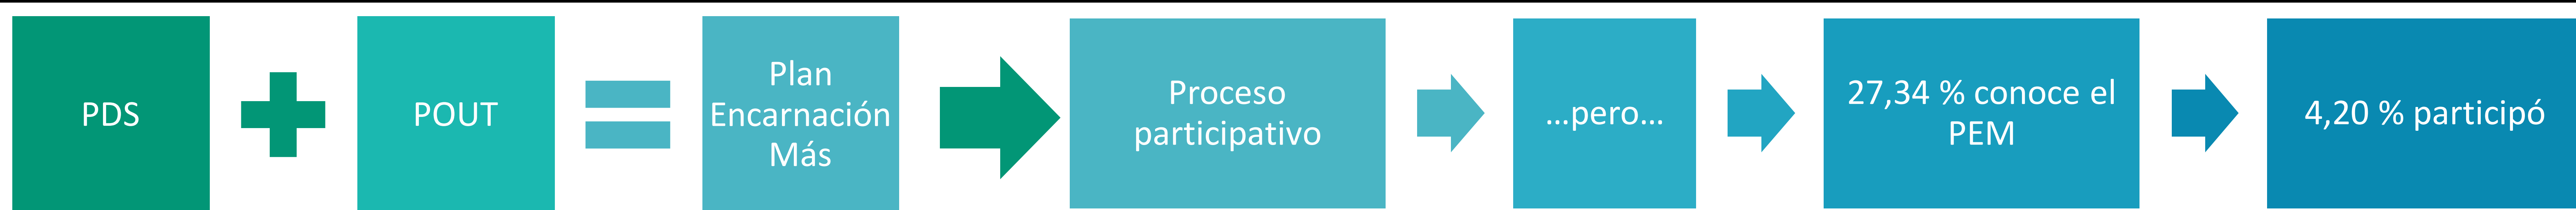 PDS
POUT
Plan
Encarnación
Más
Proceso
participativo
...pero...
27,34 % conoce el
PEM
4,20 % participó